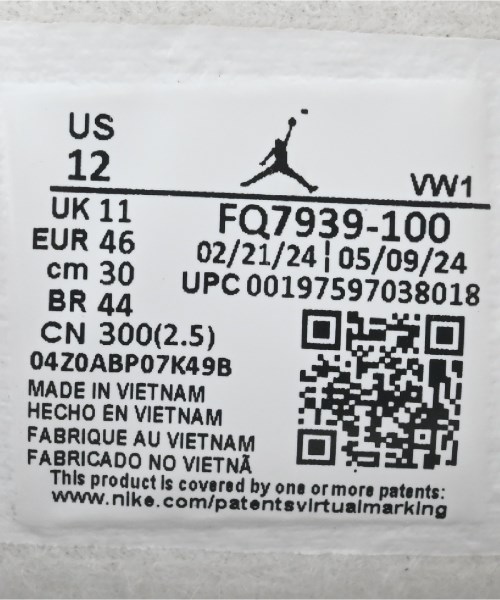 US
12
VW1
UK 11
FQ7939-100
EUR 46
02/21/24 | 05/09/24
cm 30
UPC 00197597038018
BR 44
CN 300(2.5)
04Z0ABP07K49B
MADE IN VIETNAM
HECHO EN VIETNAM
FABRIQUE AU VIETNAM
FABRICADO NO VIETNÃ
This product is covered by one or more patents:
www.nike.com/patentsvirtualmarking